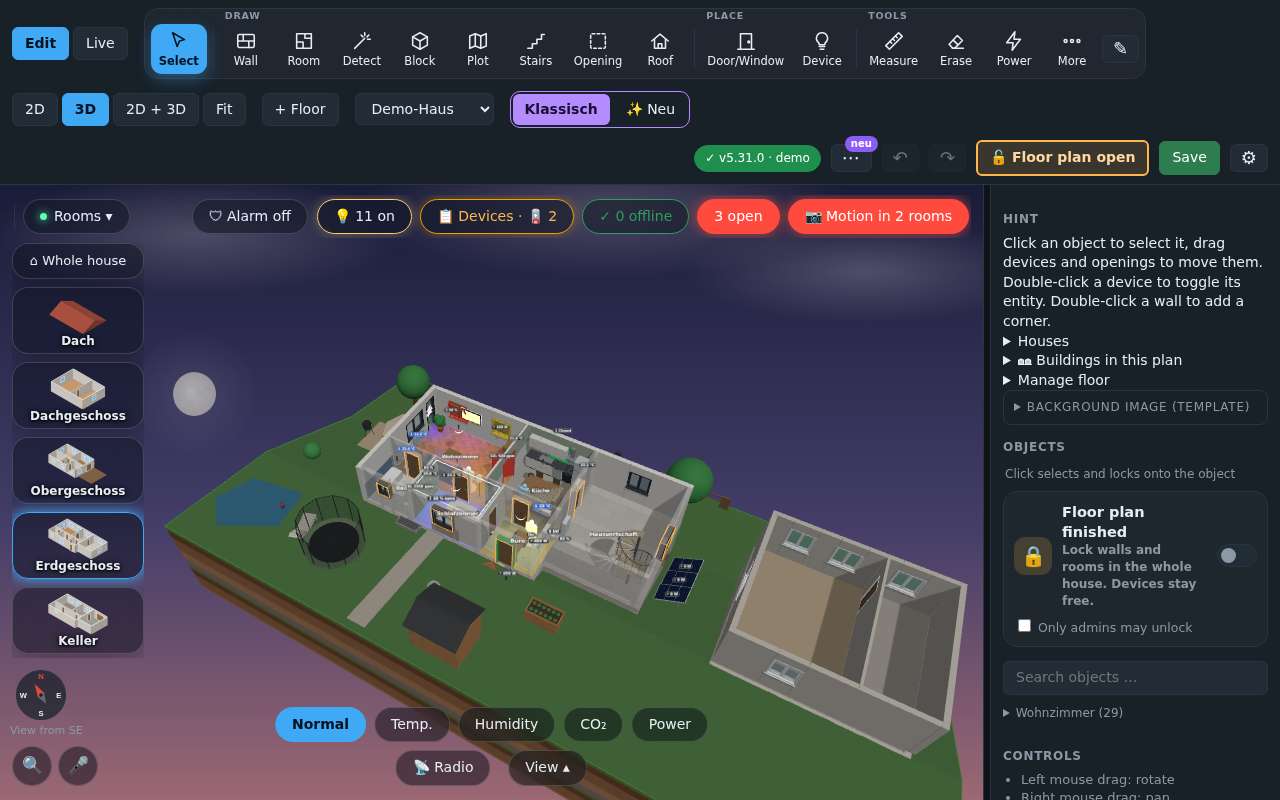 Edit
Live
DRAW
PLACE
TOOLS
Select
Wall
Room
Detect
Block
Plot
Stairs
Opening
Roof
Door/Window
Device
Measure
Erase
Power
More
2D
3D
2D + 3D
Fit
+ Floor
Demo-Haus
Klassisch
✨ Neu
✓ v5.31.0 · demo
neu
Floor plan open
Save
Rooms ▾
Alarm off
11 on
Devices · 2
✓ 0 offline
3 open
Motion in 2 rooms
⌂ Whole house
Dach
Dachgeschoss
Obergeschoss
Erdgeschoss
Keller
N
W
E
S
View from SE
Wohnzimmer
Küche
Schlafzimmer
Büro
Normal
Temp.
Humidity
CO₂
Power
Radio
View ▴
HINT
Click an object to select it, drag
devices and openings to move them.
Double-click a device to toggle its
entity. Double-click a wall to add a
corner.
Houses
Buildings in this plan
Manage floor
BACKGROUND IMAGE (TEMPLATE)
OBJECTS
Click selects and locks onto the object
Floor plan
finished
Lock walls and
rooms in the whole
house. Devices stay
free.
Only admins may unlock
Search objects ...
Wohnzimmer (29)
CONTROLS
• Left mouse drag: rotate
• Right mouse drag: pan